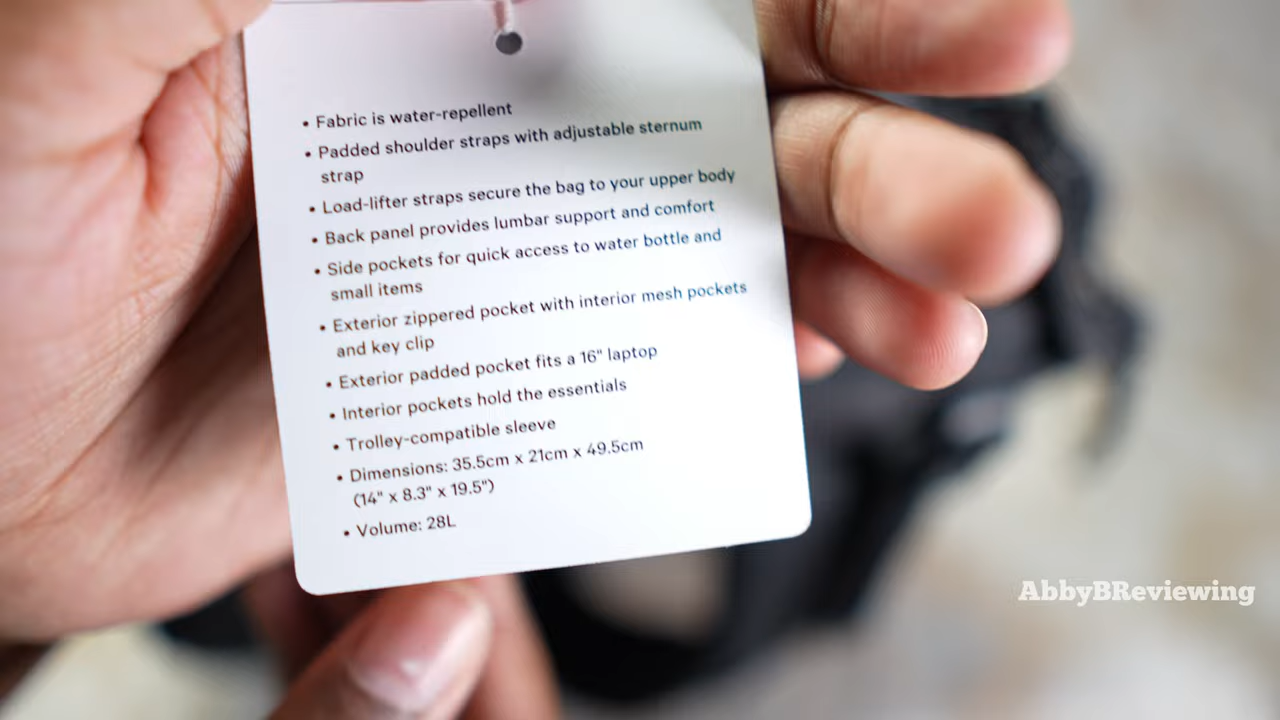 • Fabric is water-repellent
• Padded shoulder straps with adjustable sternum
strap
• Load-lifter straps secure the bag to your upper body
• Back panel provides lumbar support and comfort
• Side pockets for quick access to water bottle and
small items
• Exterior zippered pocket with interior mesh pockets
and key clip
• Exterior padded pocket fits a 16" laptop
• Interior pockets hold the essentials
• Trolley-compatible sleeve
• Dimensions: 35.5cm x 21cm x 49.5cm
(14" x 8.3" x 19.5")
• Volume: 28L
AbbyBReviewing